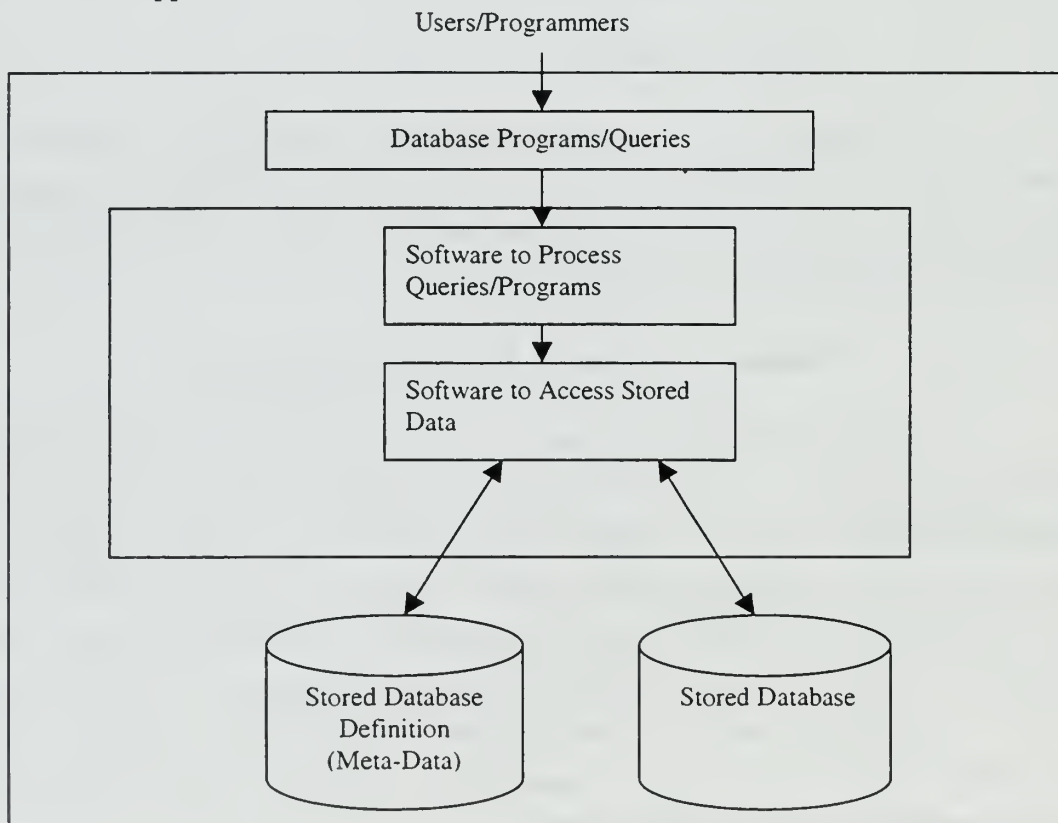 Users/Programmers
Database Programs/Queries
Software to Process
Queries/Programs
Software to Access Stored
Data
Stored Database
Definition
(Meta-Data)
Stored Database